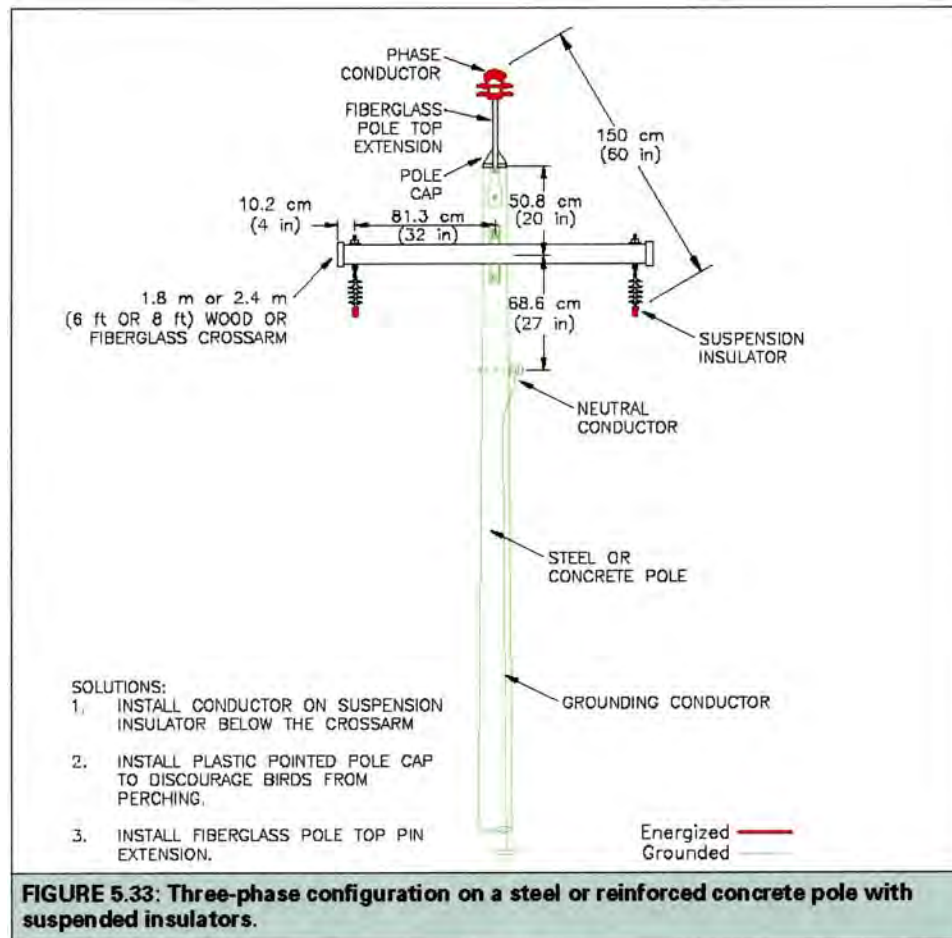 PHASE
CONDUCTOR
FIBERGLASS
POLE TOP
EXTENSION
POLE
CAP
150 cm
(60 in)
50.8 cm
(20 in)
10.2 cm
(4 in)
81.3 cm
(32 in)
1.8 m or 2.4 m
(6 ft OR 8 ft) WOOD OR
FIBERGLASS CROSSARM
68.6 cm
(27 in)
SUSPENSION
INSULATOR
NEUTRAL
CONDUCTOR
STEEL OR
CONCRETE POLE
GROUNDING CONDUCTOR
SOLUTIONS:
1. INSTALL CONDUCTOR ON SUSPENSION
INSULATOR BELOW THE CROSSARM
2. INSTALL PLASTIC POINTED POLE CAP
TO DISCOURAGE BIRDS FROM
PERCHING.
3. INSTALL FIBERGLASS POLE TOP PIN
EXTENSION.
Energized
Grounded
FIGURE 5.33: Three-phase configuration on a steel or reinforced concrete pole with
suspended insulators.